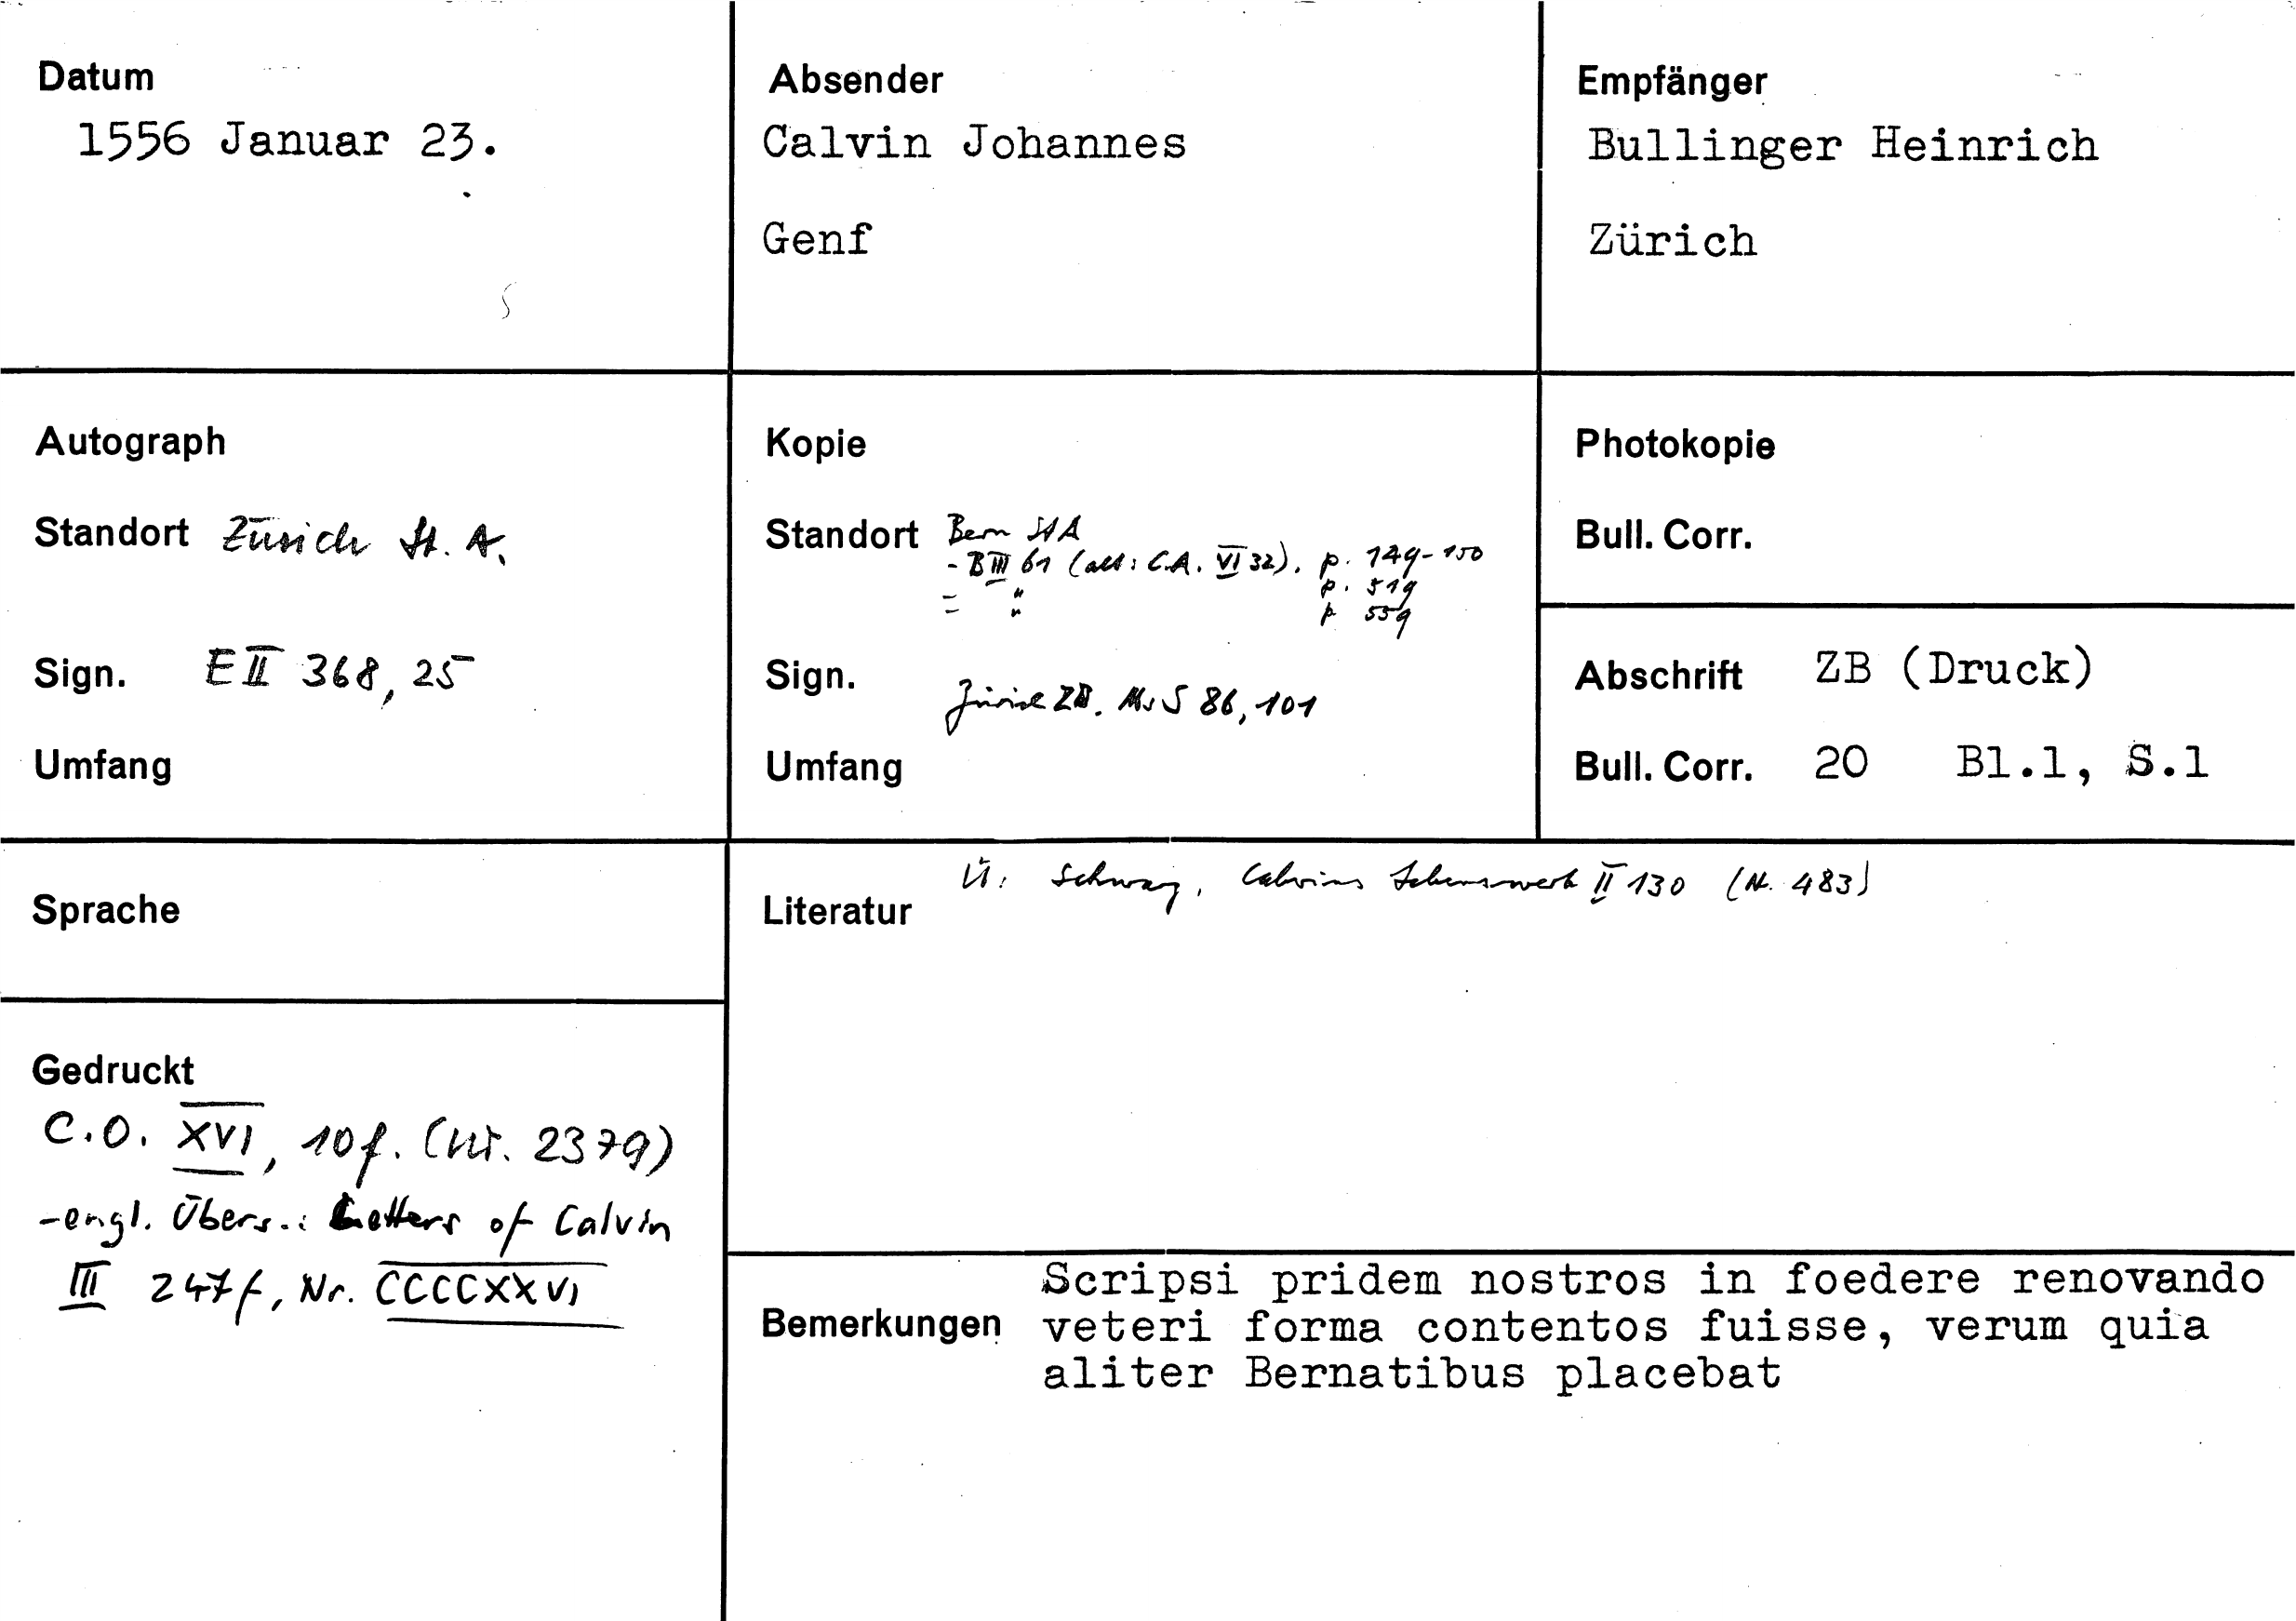 Datum
1556 Januar 23.
Absender
Calvin Johannes
Genf
Empfänger
Bullinger Heinrich
Zürich
Autograph
Standort Zürich St. A.
Sign. E II 368, 25
Umfang
Kopie
Standort Bern StA
- B III 61 (alt: C.A. VI 32), p. 149-150
- " p. 519
- " p. 559
Sign.
Zürich ZB. Ms S 86, 101
Umfang
Photokopie
Bull. Corr.
Abschrift ZB (Druck)
Bull. Corr. 20 Bl.1, S.1
Sprache
Literatur Ü: Schwarz, Calvins Lebenswerk II 130 (Nr. 483)
Gedruckt
C.O. XVI, 10f. (Nr. 2379)
-engl. Übers.: Letters of Calvin
III 247f, Nr. CCCCXXVI
Bemerkungen
Scripsi pridem nostros in foedere renovando
veteri forma contentos fuisse, verum quia
aliter Bernatibus placebat